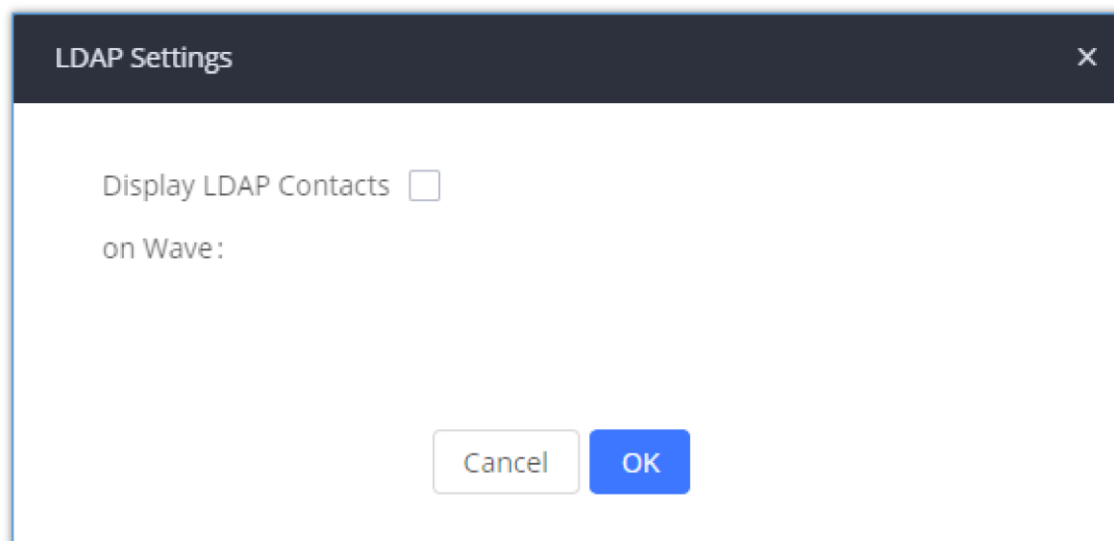 LDAP Settings
Display LDAP Contacts
on Wave:
Cancel
OK